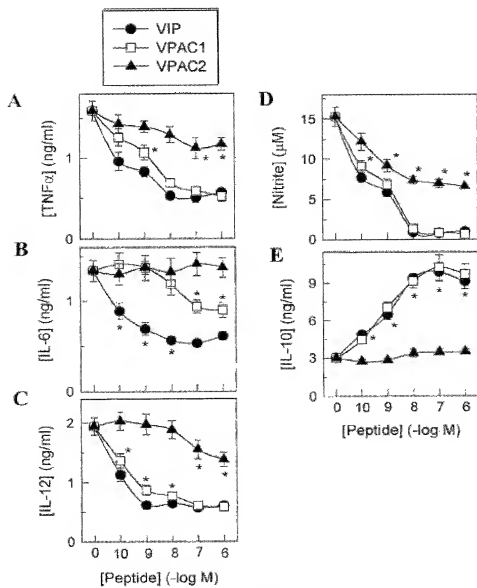 VIP
VPAC1
VPAC2
A
[TNFα] (ng/ml)
1
0
* *
B
[IL-6] (ng/ml)
1
0
* * * * *
C
[IL-12] (ng/ml)
2
1
0
* * * * *
0 10 9 8 7 6
[Peptide] (-log M)
D
[Nitrite] (μM)
15
10
5
0
* * * * *
E
[IL-10] (ng/ml)
9
6
3
0
* * * * *
0 10 9 8 7 6
[Peptide] (-log M)